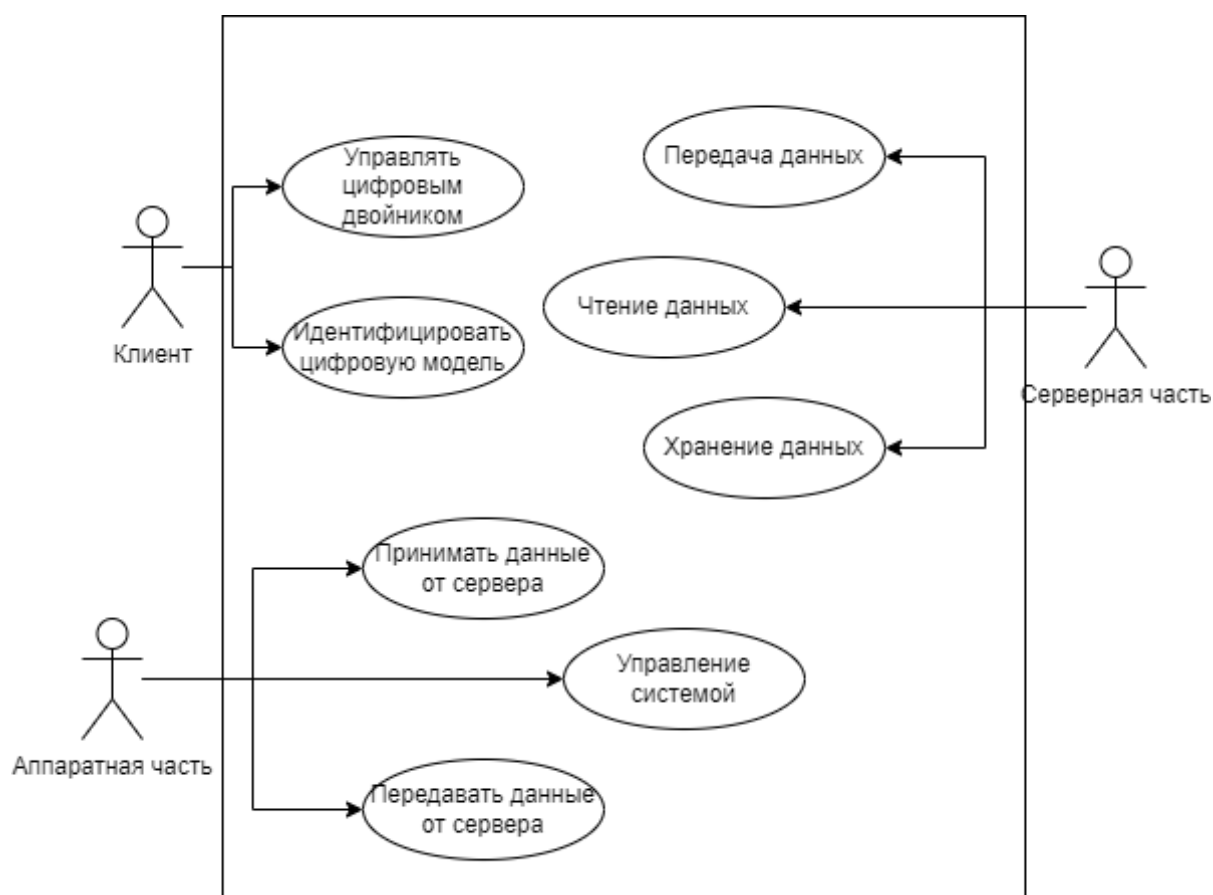 Управлять
цифровым
двойником
Передача данных
Чтение данных
Идентифицировать
цифровую модель
Клиент
Серверная часть
Хранение данных
Принимать данные
от сервера
Управление
системой
Аппаратная часть
Передавать данные
от сервера